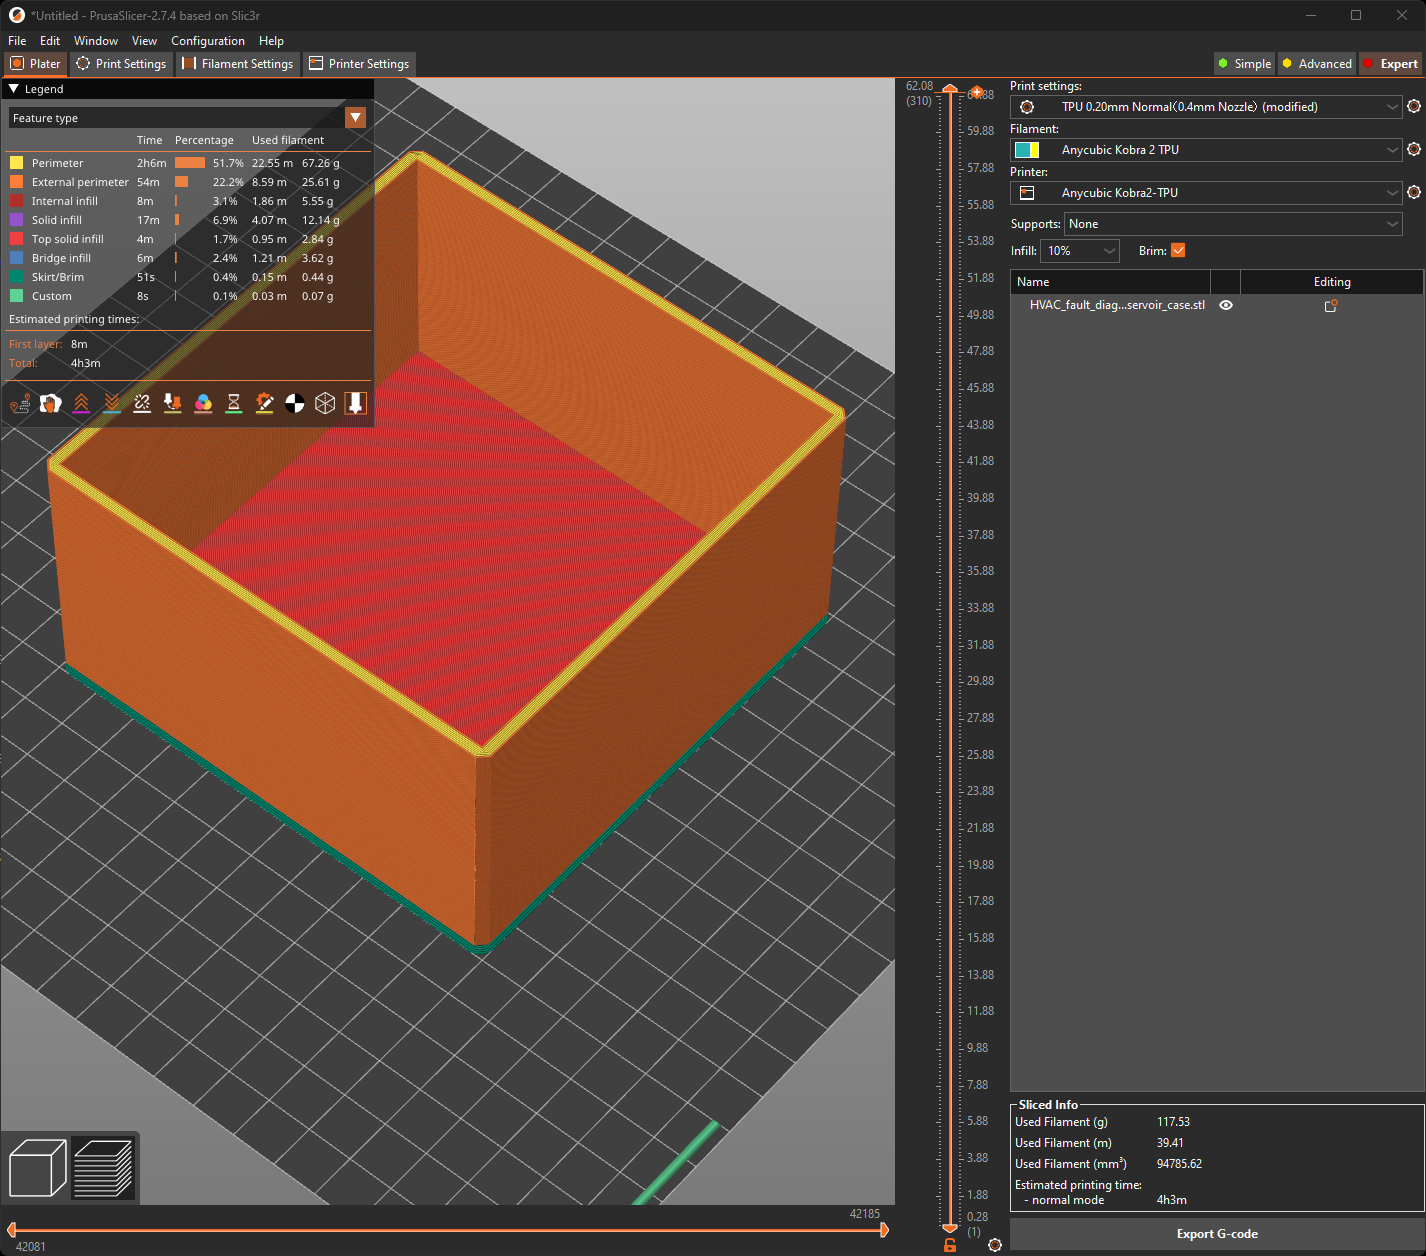 *Untitled - PrusaSlicer-2.7.4 based on Slic3r
File Edit Window View Configuration Help
Plater Print Settings Filament Settings Printer Settings Simple Advanced Expert
Legend
Feature type
Time Percentage Used filament
Perimeter 2h6m 51.7% 22.55 m 67.26 g
External perimeter 54m 22.2% 8.59 m 25.61 g
Internal infill 8m 3.1% 1.86 m 5.55 g
Solid infill 17m 6.9% 4.07 m 12.14 g
Top solid infill 4m 1.7% 0.95 m 2.84 g
Bridge infill 6m 2.4% 1.21 m 3.62 g
Skirt/Brim 51s 0.4% 0.15 m 0.44 g
Custom 8s 0.1% 0.03 m 0.07 g
Estimated printing times:
First layer: 8m
Total: 4h3m
62.08
(310)
59.88
57.88
55.88
53.88
51.88
49.88
47.88
45.88
43.88
41.88
39.88
37.88
35.88
33.88
31.88
29.88
27.88
25.88
23.88
21.88
19.88
17.88
15.88
13.88
11.88
9.88
7.88
5.88
3.88
1.88
0.28
(1)
42185
42081
Print settings:
TPU 0.20mm Normal(0.4mm Nozzle) (modified)
Filament:
Anycubic Kobra 2 TPU
Printer:
Anycubic Kobra2-TPU
Supports: None
Infill: 10% Brim:
Name Editing
HVAC_fault_diag...servoir_case.stl
Sliced Info
Used Filament (g) 117.53
Used Filament (m) 39.41
Used Filament (mm³) 94785.62
Estimated printing time:
- normal mode 4h3m
Export G-code